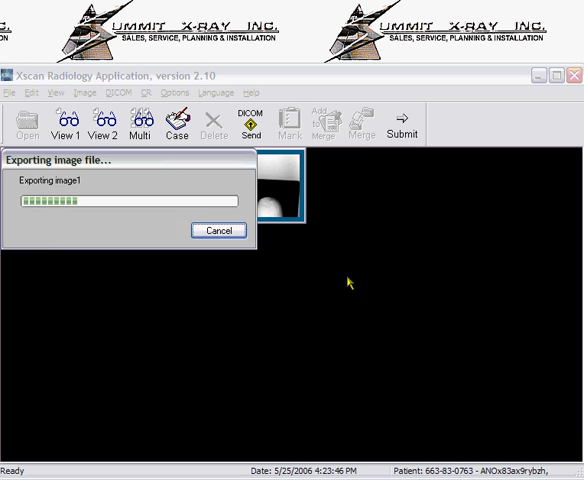 SUMMIT X-RAY INC.
SALES, SERVICE, PLANNING & INSTALLATION
SUMMIT X-RAY INC.
SALES, SERVICE, PLANNING & INSTALLATION
Xscan Radiology Application, version 2.10
File Edit View Image DICOM CR Options Language Help
Open View 1 View 2 Multi Case Delete DICOM Send Mark Add to Merge Merge Submit
Exporting image file...
Exporting image1
Cancel
Ready Date: 5/25/2006 4:23:46 PM Patient: 663-83-0763 - ANOx83ax9rybzh,